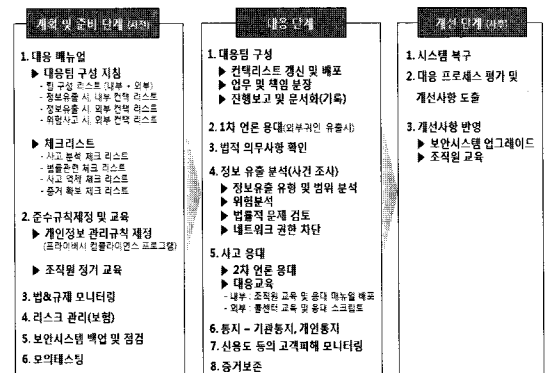 계획 및 준비 단계 (사전)
1. 대응 매뉴얼
▶ 대응팀 구성 지침
- 팀 구성 리스트 (내부 + 외부)
- 정보유출 시, 내부 컨택 리스트
- 정보유출 시, 외부 컨택 리스트
- 위험사고 시, 외부 컨택 리스트
▶ 체크리스트
- 사고 분석 체크 리스트
- 법률관련 체크 리스트
- 사고 억제 체크 리스트
- 증거 확보 체크 리스트
2. 준수규칙제정 및 교육
▶ 개인정보 관리규칙 제정
(프라이버시 컴플라이언스 프로그램)
▶ 조직원 정기 교육
3. 법&규제 모니터링
4. 리스크 관리(보험)
5. 보안시스템 백업 및 점검
6. 모의테스팅
대응 단계
1. 대응팀 구성
▶ 컨택리스트 갱신 및 배포
▶ 업무 및 책임 분장
▶ 진행보고 및 문서화(기록)
2. 1차 언론 응대(외부귀인 유출시)
3. 법적 의무사항 확인
4. 정보 유출 분석(사건 조사)
▶ 정보유출 유형 및 범위 분석
▶ 위험분석
▶ 법률적 문제 검토
▶ 네트워크 권한 차단
5. 사고 응대
▶ 2차 언론 응대
▶ 대응교육
- 내부 : 조직원 교육 및 응대 매뉴얼 배포
- 외부 : 콜센터 교육 및 응대 스크립트
6. 통지 – 기관통지, 개인통지
7. 신용도 등의 고객피해 모니터링
8. 증거보존
개선 단계 (사후)
1. 시스템 복구
2. 대응 프로세스 평가 및
개선사항 도출
3. 개선사항 반영
▶ 보안시스템 업그레이드
▶ 조직원 교육